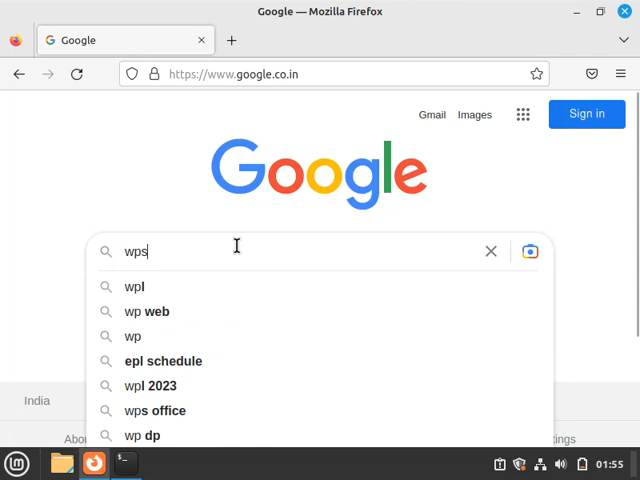 Google — Mozilla Firefox
Google
https://www.google.co.in
Gmail Images Sign in
Google
wps
wpl
wp web
wp
epl schedule
wpl 2023
wps office
wp dp
India
01:55